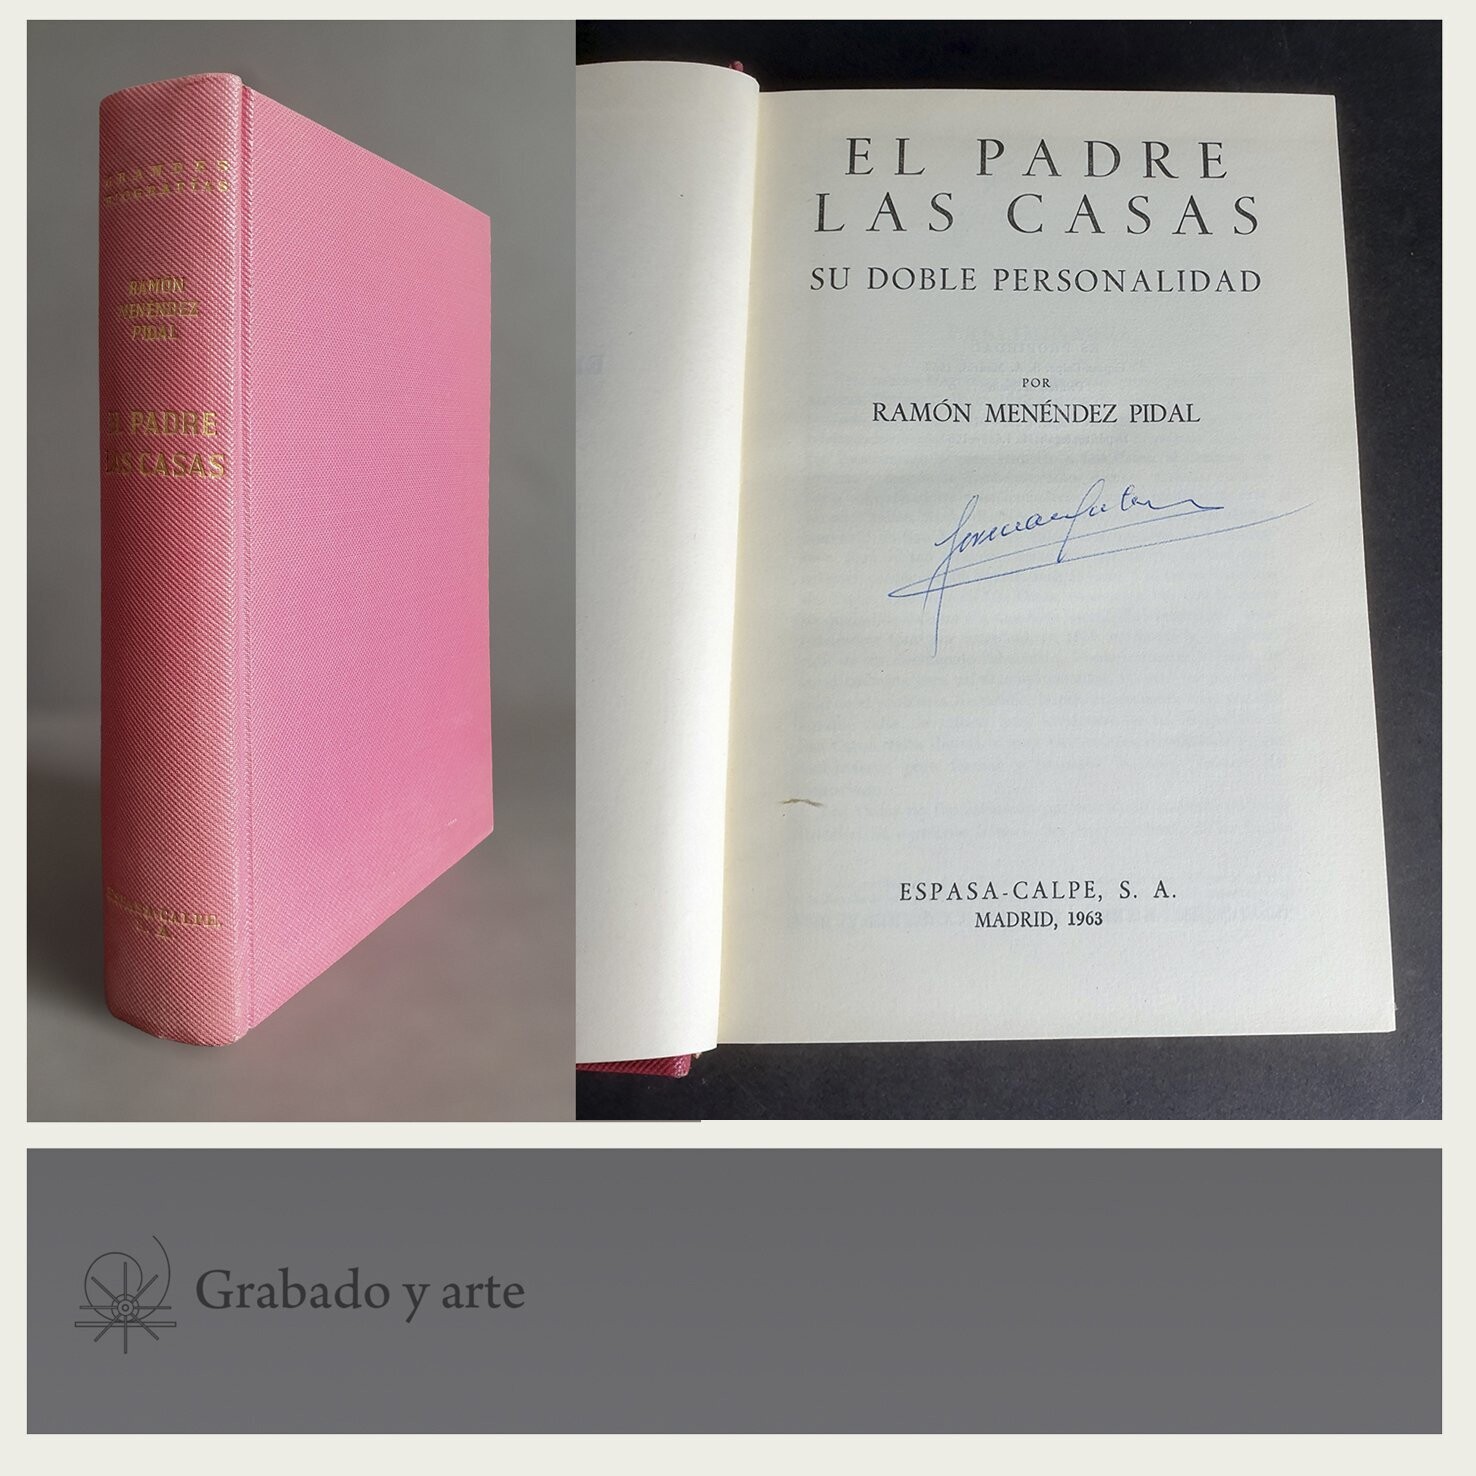 GRANDES
BIOGRAFIAS
RAMÓN
MENÉNDEZ
PIDAL
EL PADRE
LAS CASAS
ESPASA-CALPE, S. A.
EL PADRE
LAS CASAS
SU DOBLE PERSONALIDAD
POR
RAMÓN MENÉNDEZ PIDAL
ESPASA-CALPE, S. A.
MADRID, 1963
Grabado y arte